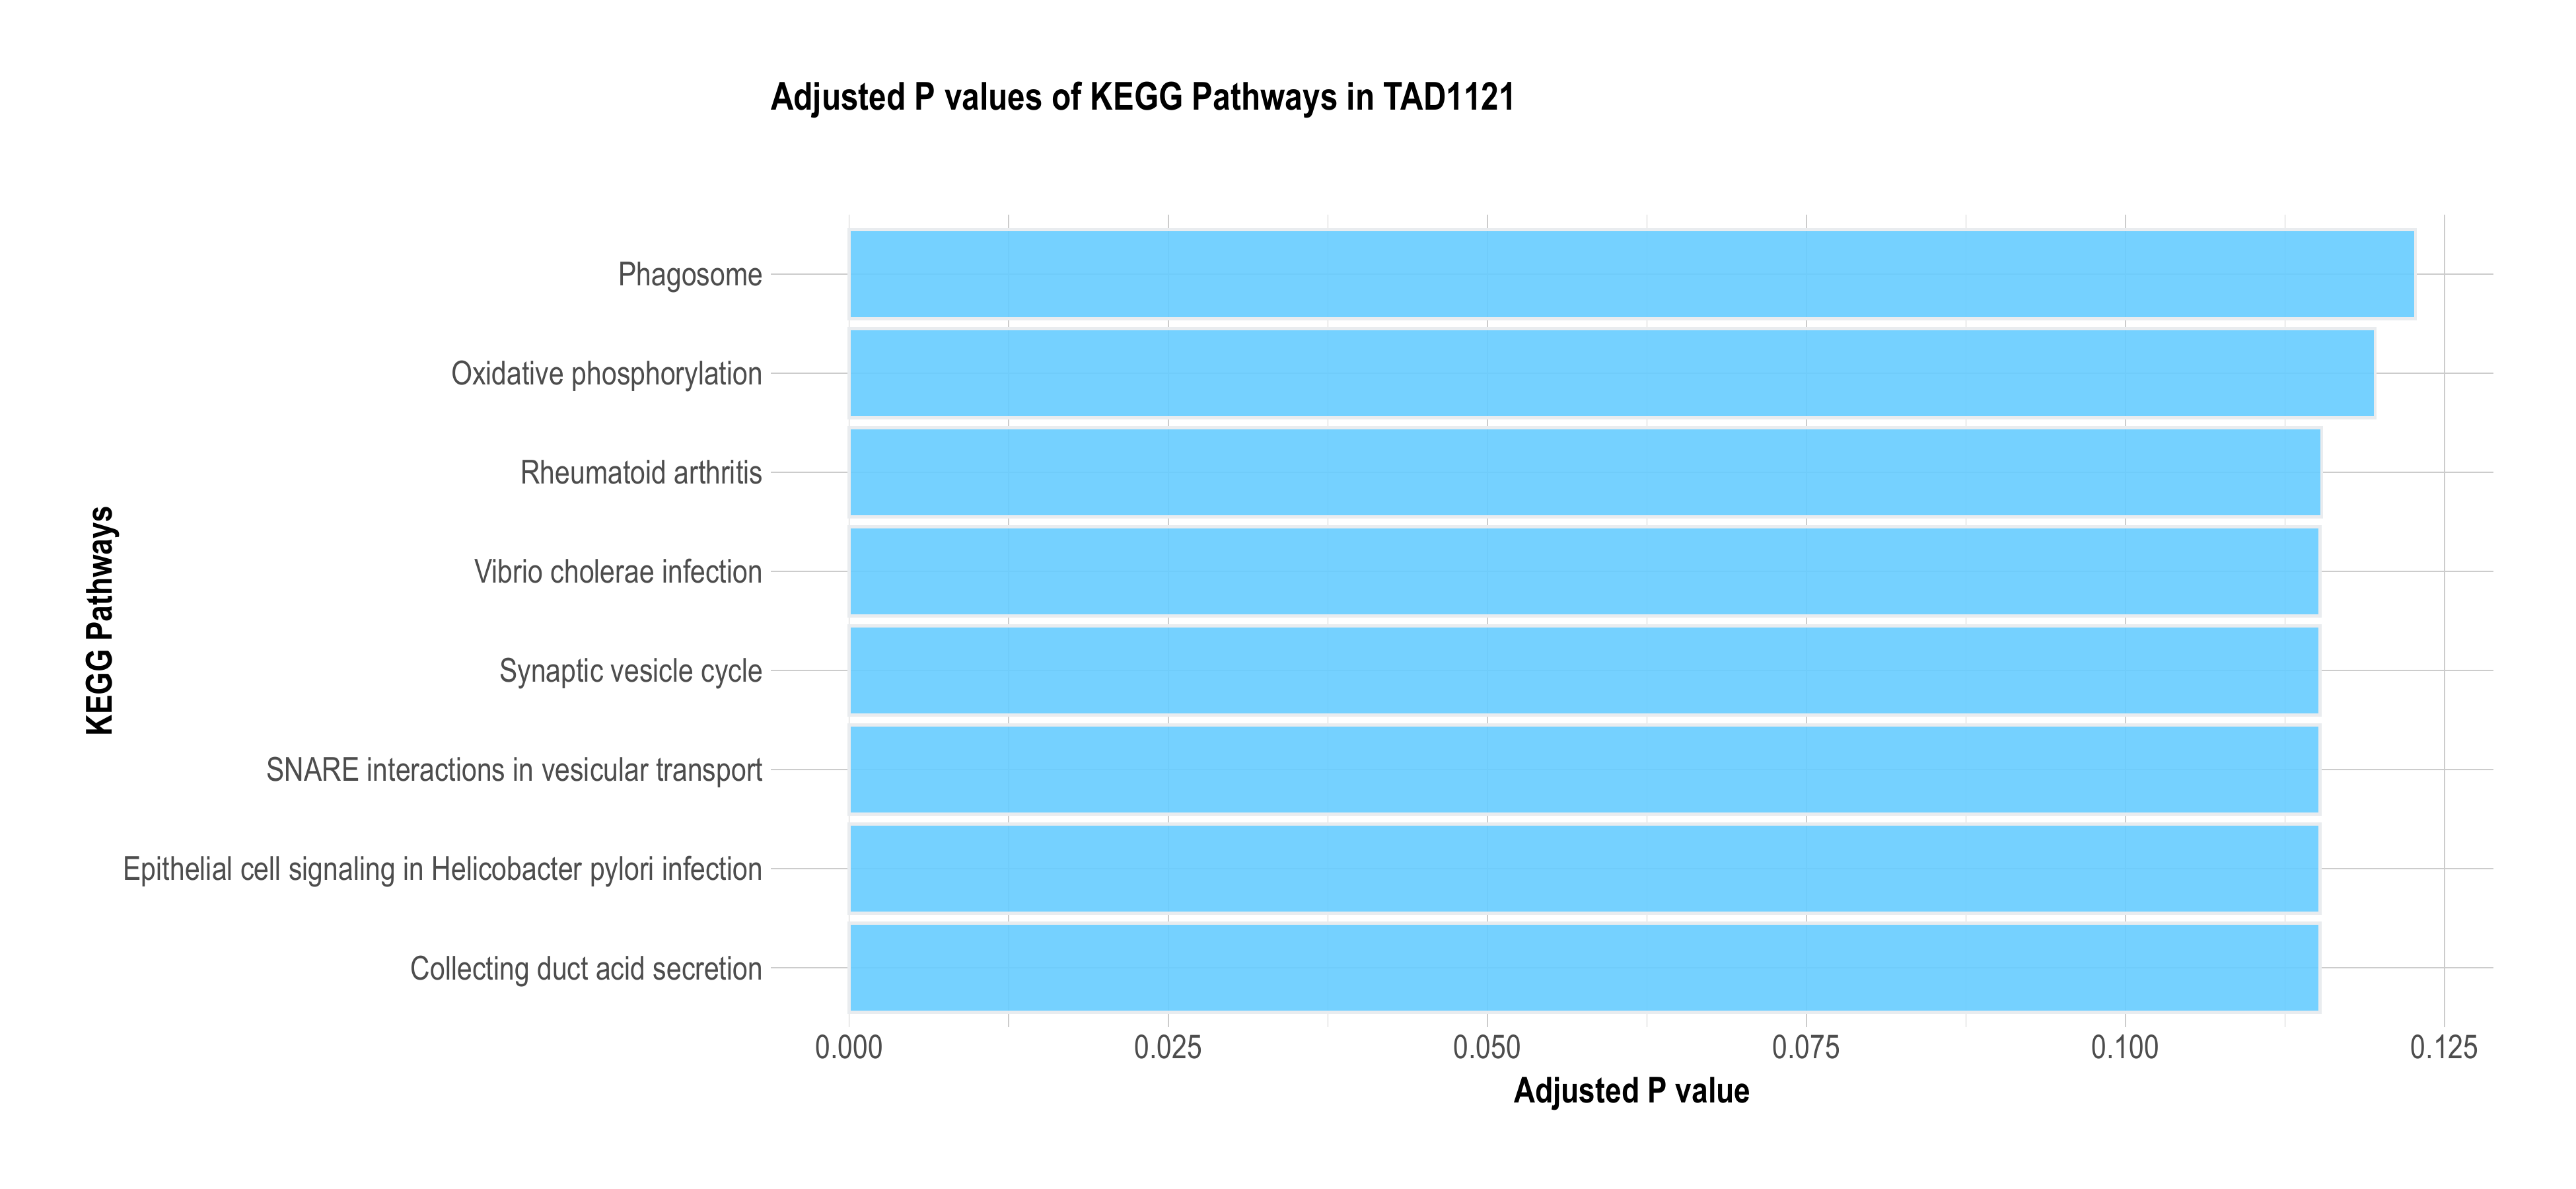 Adjusted P values of KEGG Pathways in TAD1121
KEGG Pathways
Phagosome
Oxidative phosphorylation
Rheumatoid arthritis
Vibrio cholerae infection
Synaptic vesicle cycle
SNARE interactions in vesicular transport
Epithelial cell signaling in Helicobacter pylori infection
Collecting duct acid secretion
0.000 0.025 0.050 0.075 0.100 0.125
Adjusted P value